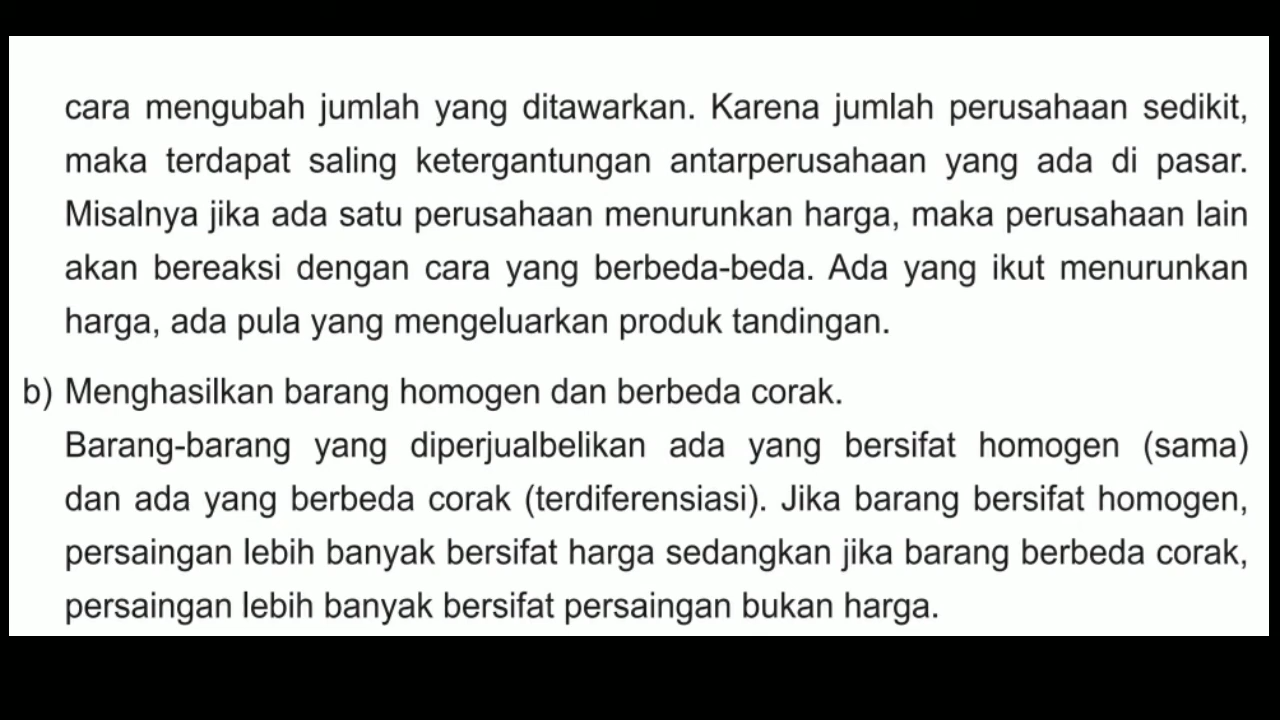 cara mengubah jumlah yang ditawarkan. Karena jumlah perusahaan sedikit,
maka terdapat saling ketergantungan antarperusahaan yang ada di pasar.
Misalnya jika ada satu perusahaan menurunkan harga, maka perusahaan lain
akan bereaksi dengan cara yang berbeda-beda. Ada yang ikut menurunkan
harga, ada pula yang mengeluarkan produk tandingan.
b) Menghasilkan barang homogen dan berbeda corak.
Barang-barang yang diperjualbelikan ada yang bersifat homogen (sama)
dan ada yang berbeda corak (terdiferensiasi). Jika barang bersifat homogen,
persaingan lebih banyak bersifat harga sedangkan jika barang berbeda corak,
persaingan lebih banyak bersifat persaingan bukan harga.